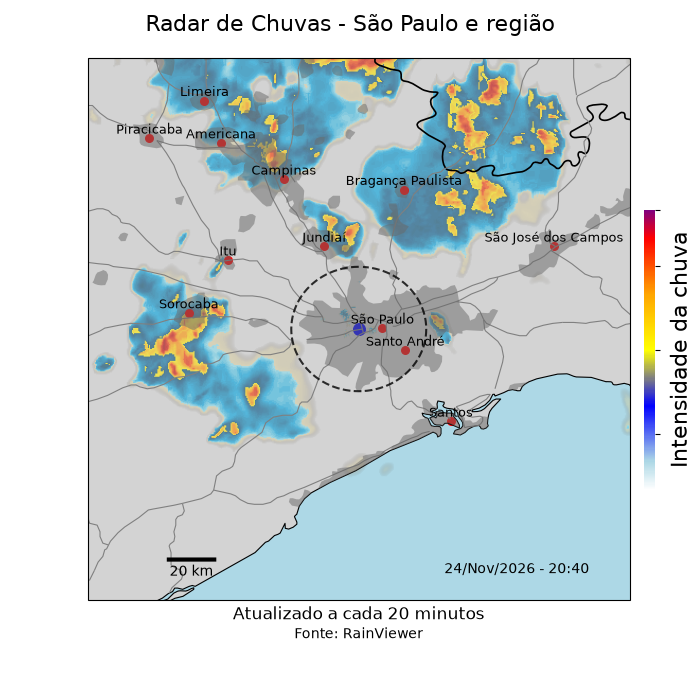 Radar de Chuvas - São Paulo e região
Limeira
Piracicaba
Americana
Campinas
Bragança Paulista
Jundiaí
São José dos Campos
Itu
Sorocaba
São Paulo
Santo André
Santos
Intensidade da chuva
20 km
24/Nov/2026 - 20:40
Atualizado a cada 20 minutos
Fonte: RainViewer